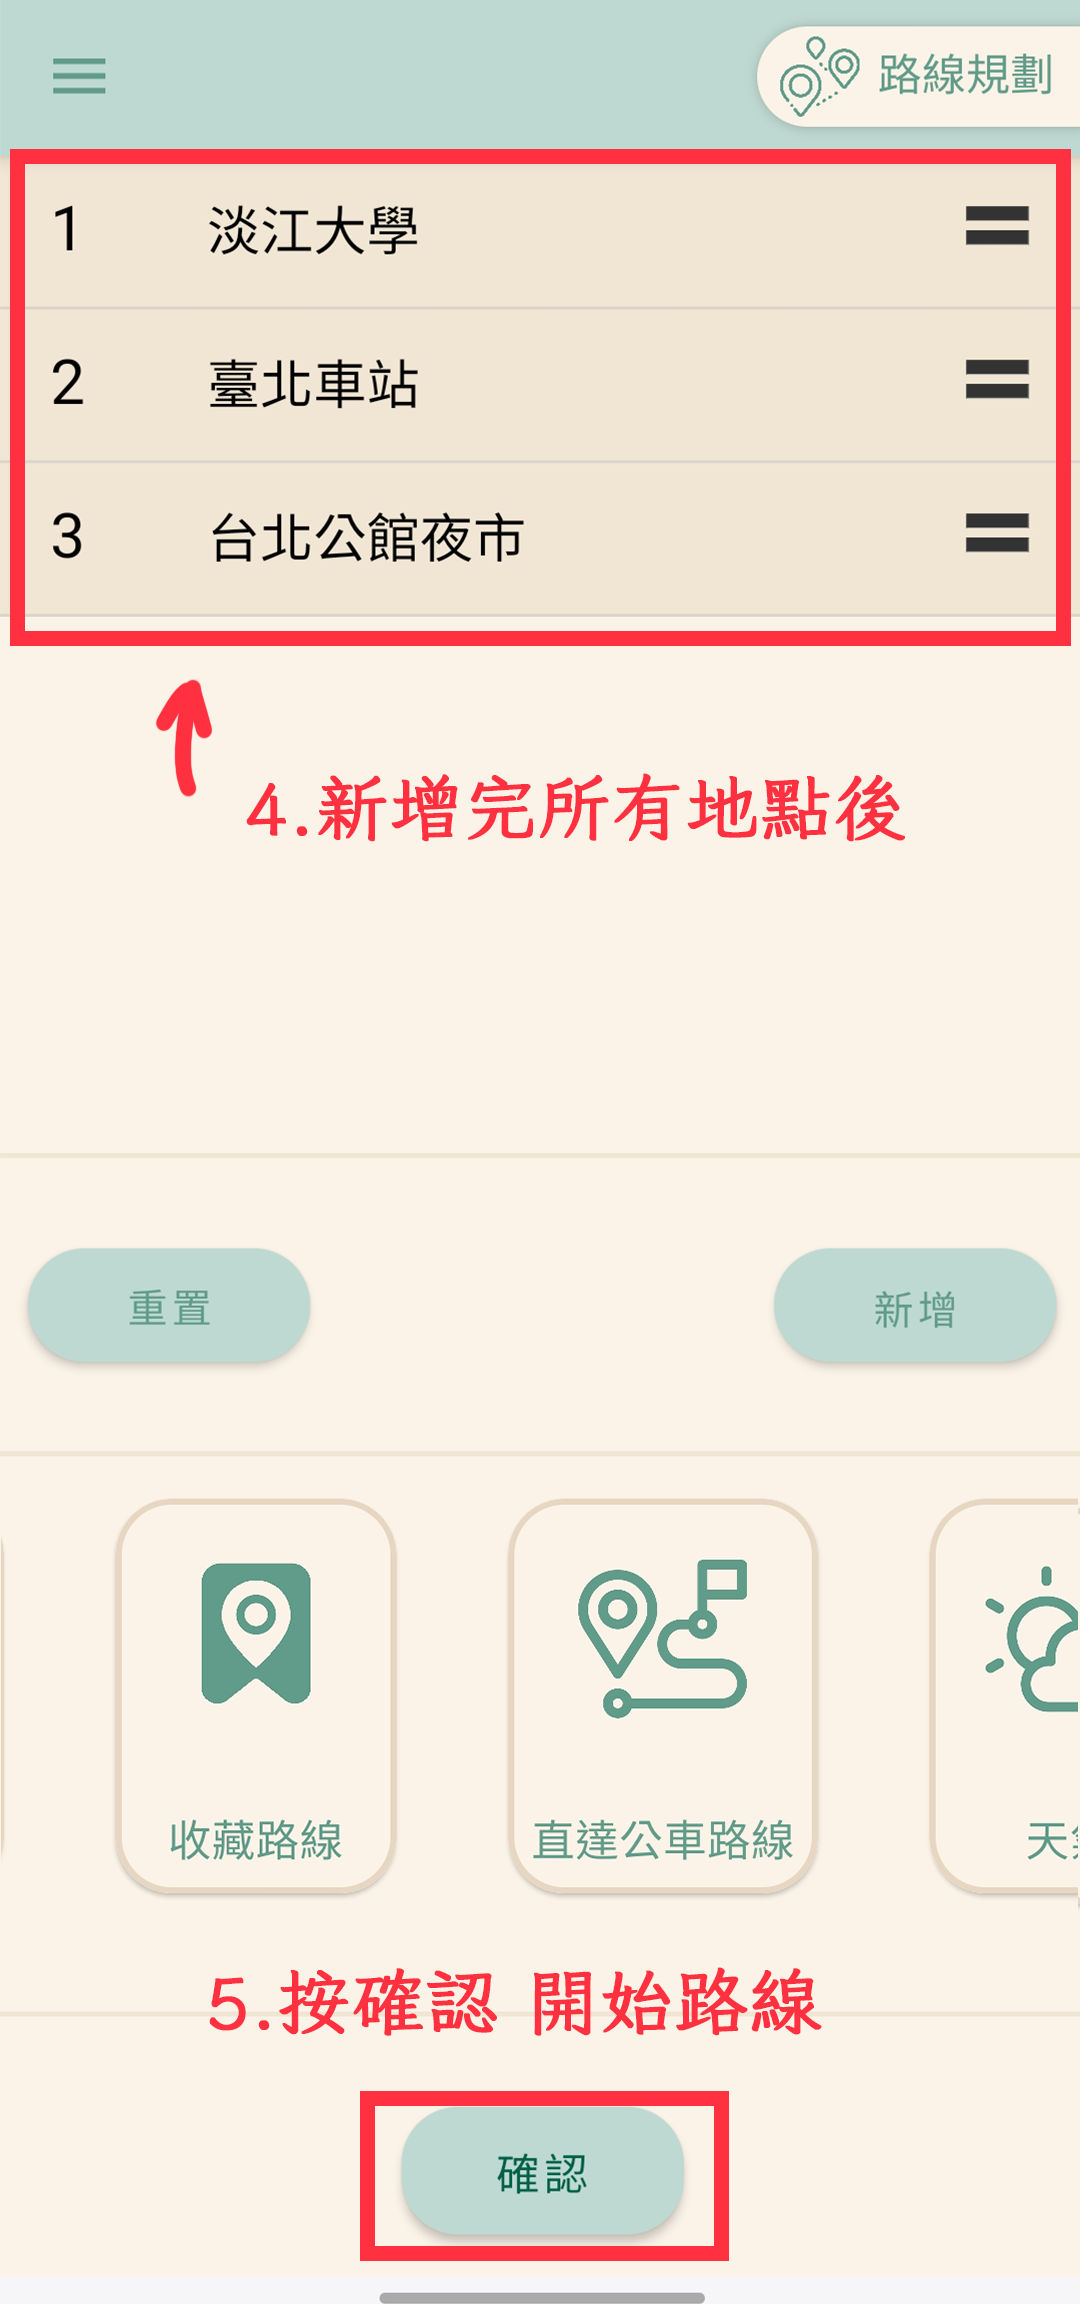 路線規劃
1 淡江大學
2 臺北車站
3 台北公館夜市
4.新增完所有地點後
重置 新增
收藏路線 直達公車路線 天
5.按確認 開始路線
確認